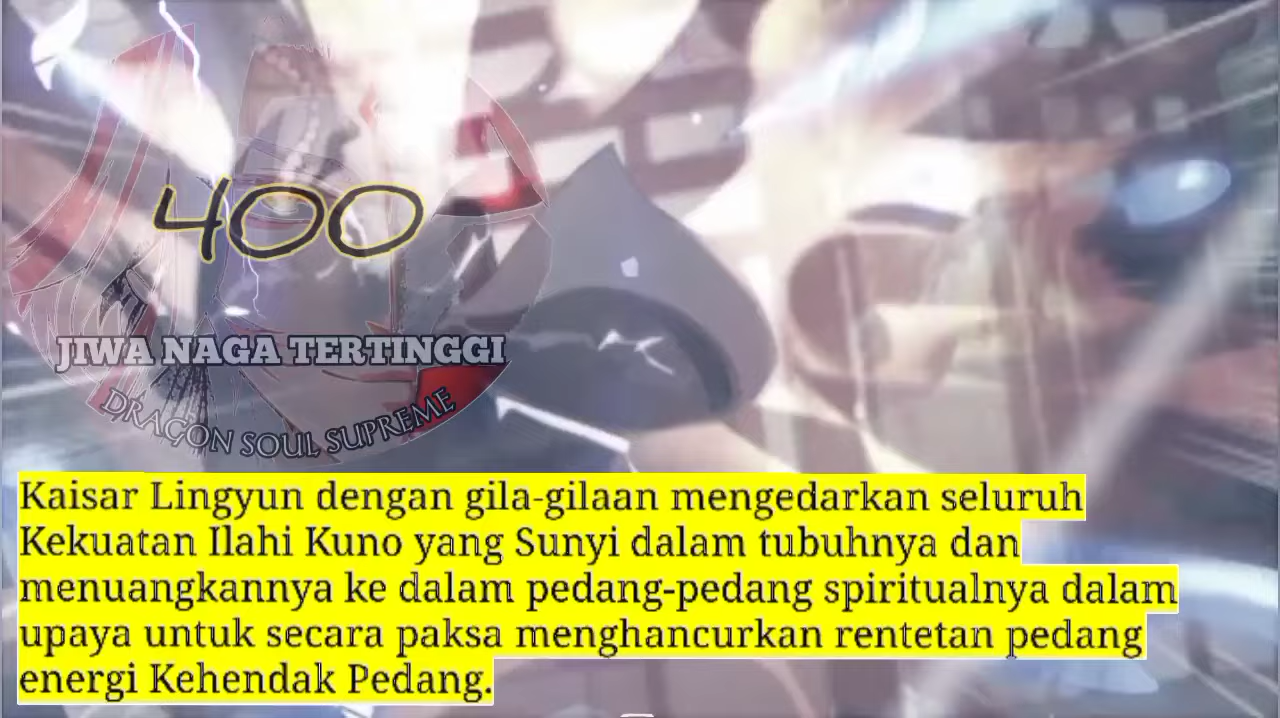 400
JIWA NAGA TERTINGGI
DRAGON SOUL SUPREME
Kaisar Lingyun dengan gila-gilaan mengedarkan seluruh
Kekuatan Ilahi Kuno yang Sunyi dalam tubuhnya dan
menuangkannya ke dalam pedang-pedang spiritualnya dalam
upaya untuk secara paksa menghancurkan rentetan pedang
energi Kehendak Pedang.